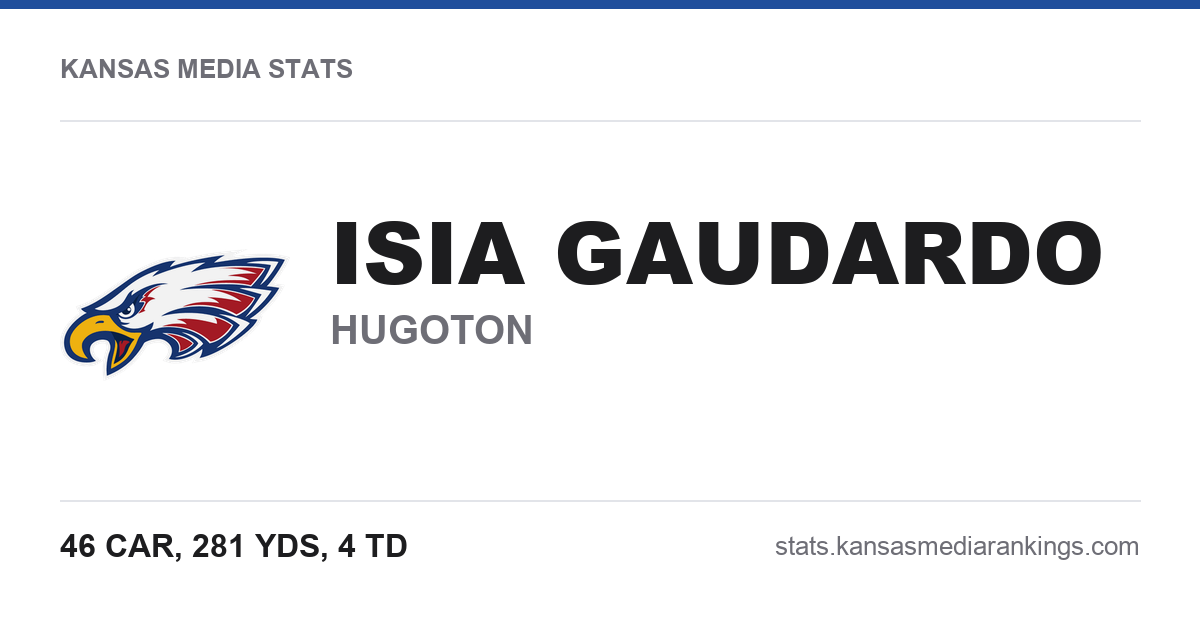 KANSAS MEDIA STATS
ISIA GAUDARDO
HUGOTON
46 CAR, 281 YDS, 4 TD
stats.kansasmediarankings.com